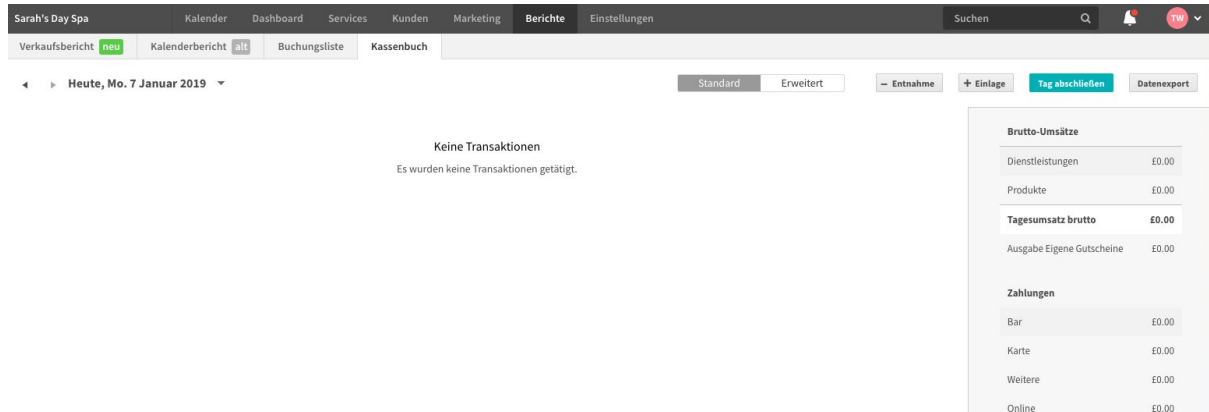 Sarah's Day Spa Kalender Dashboard Services Kunden Marketing Berichte Einstellungen Suchen TW
Verkaufsbericht neu Kalenderbericht alt Buchungsliste Kassenbuch
Heute, Mo. 7 Januar 2019 Standard Erweitert − Entnahme + Einlage Tag abschließen Datenexport
Keine Transaktionen
Es wurden keine Transaktionen getätigt.
Brutto-Umsätze
Dienstleistungen £0.00
Produkte £0.00
Tagesumsatz brutto £0.00
Ausgabe Eigene Gutscheine £0.00
Zahlungen
Bar £0.00
Karte £0.00
Weitere £0.00
Online £0.00